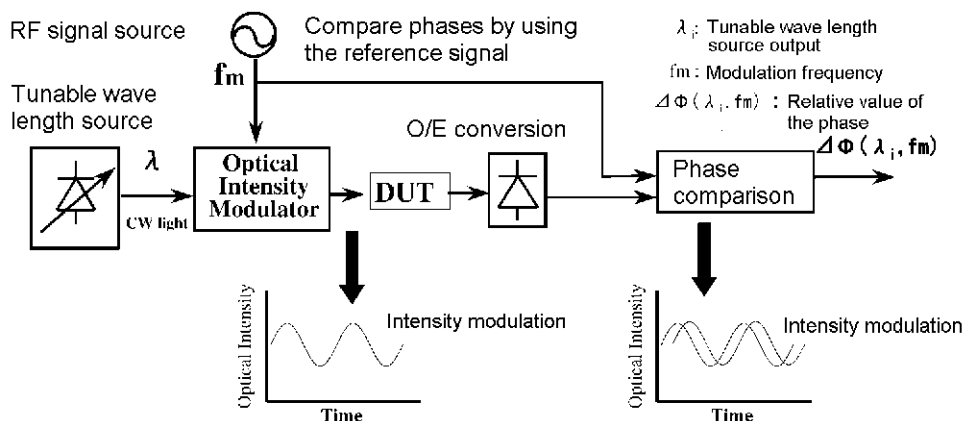 RF signal source
Compare phases by using
the reference signal
fm
λi: Tunable wave length
source output
fm : Modulation frequency
ΔΦ(λi. fm) : Relative value of
the phase
Tunable wave
length source
λ
CW light
Optical
Intensity
Modulator
DUT
O/E conversion
Phase
comparison
ΔΦ(λi, fm)
Optical Intensity
Intensity modulation
Time
Optical Intensity
Intensity modulation
Time